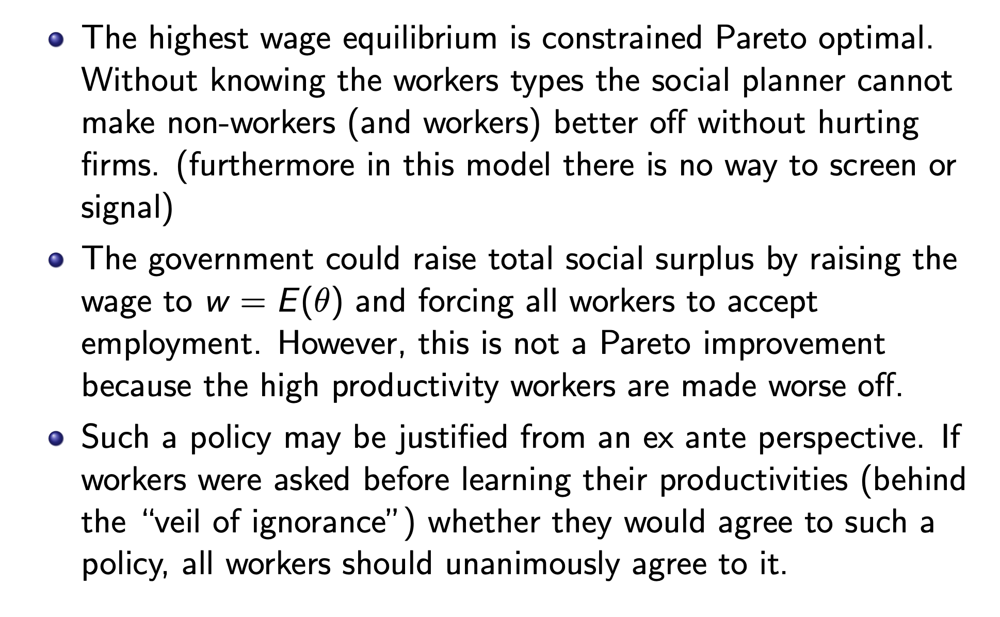 The highest wage equilibrium is constrained Pareto optimal.
Without knowing the workers types the social planner cannot
make non-workers (and workers) better off without hurting
firms. (furthermore in this model there is no way to screen or
signal)
The government could raise total social surplus by raising the
wage to w = E(θ) and forcing all workers to accept
employment. However, this is not a Pareto improvement
because the high productivity workers are made worse off.
Such a policy may be justified from an ex ante perspective. If
workers were asked before learning their productivities (behind
the “veil of ignorance”) whether they would agree to such a
policy, all workers should unanimously agree to it.